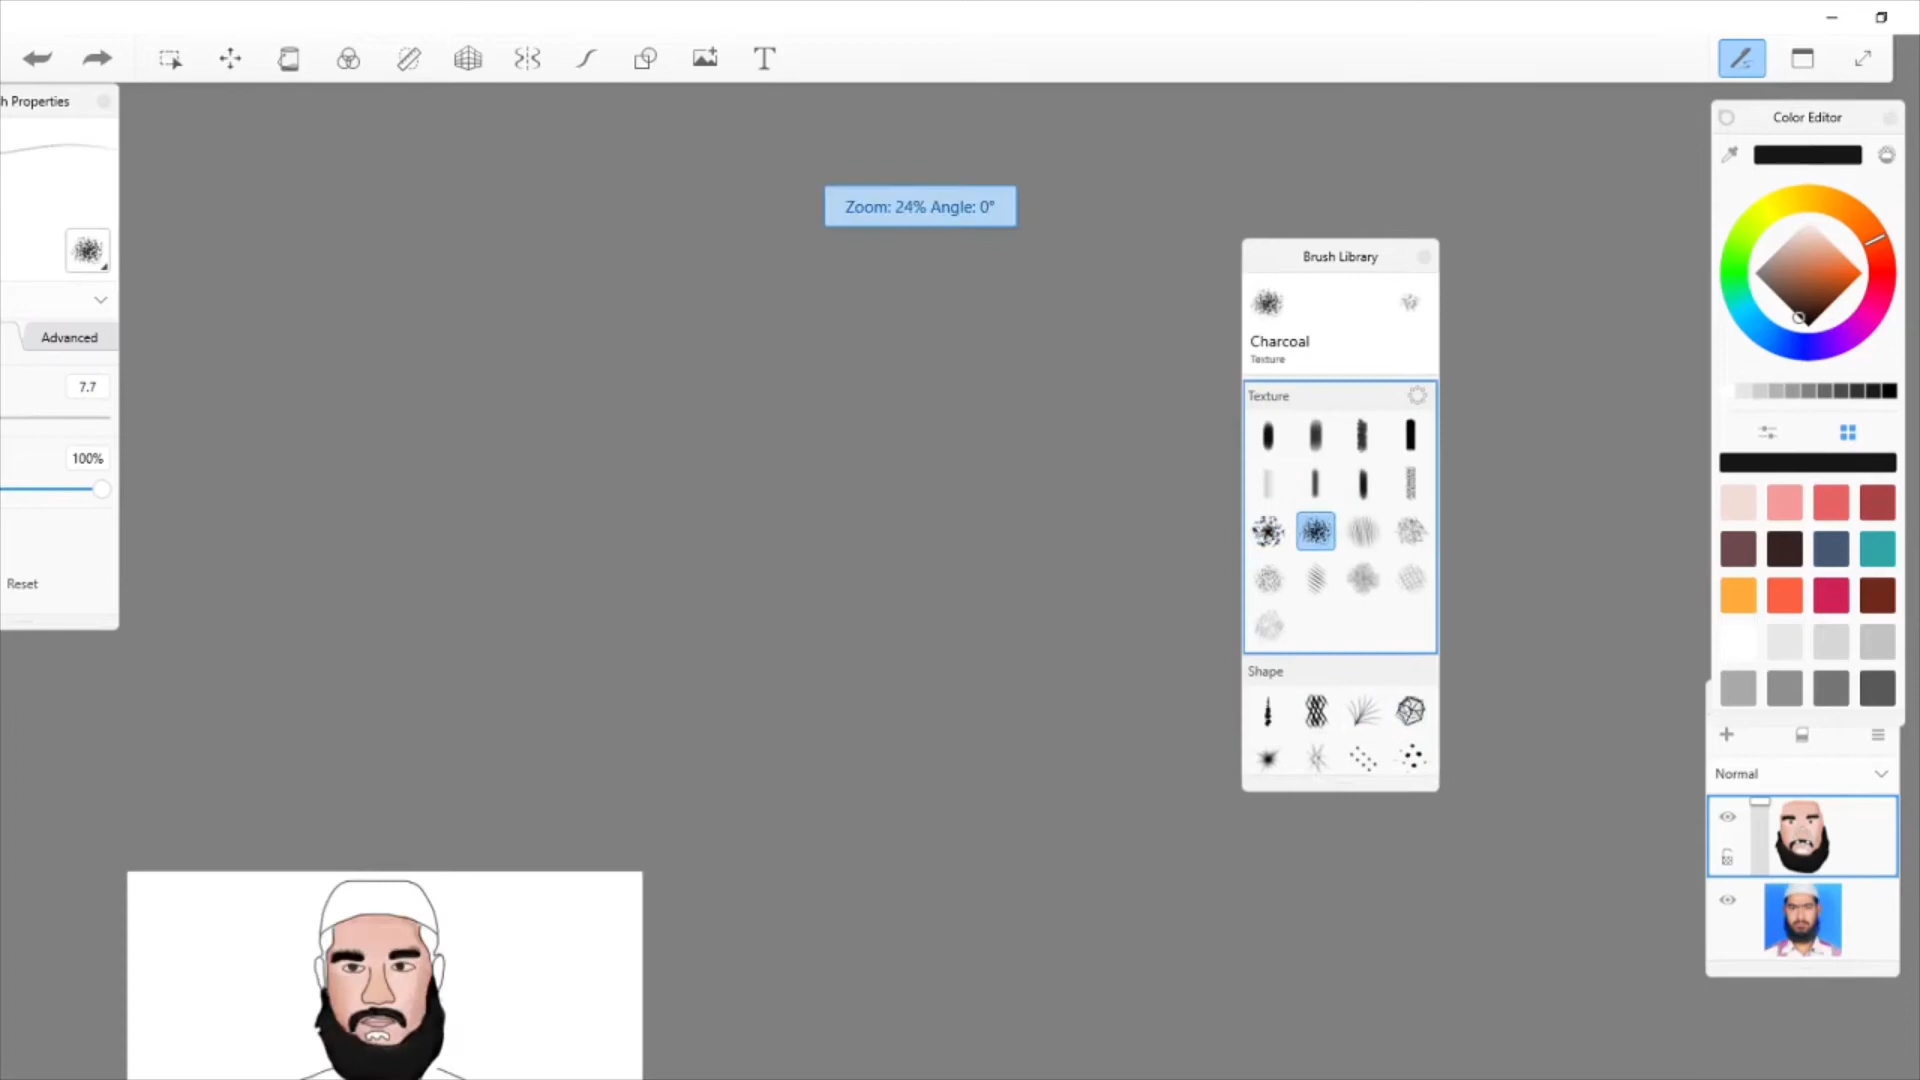 h Properties
Advanced
7.7
100%
Reset
Zoom: 24% Angle: 0°
Brush Library
Charcoal
Texture
Texture
Shape
Color Editor
Normal